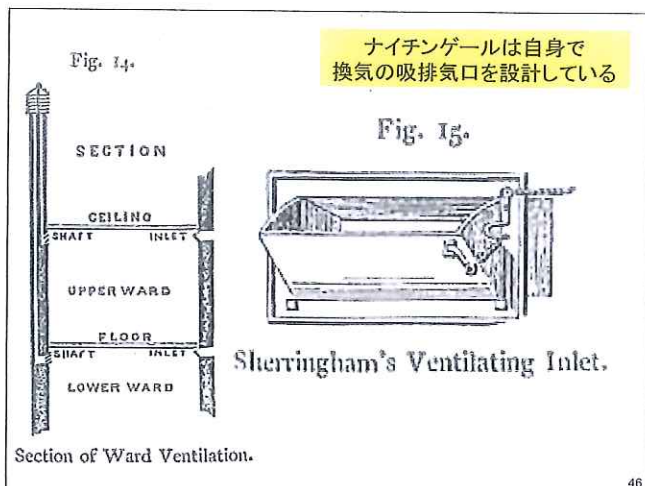 ナイチンゲールは自身で
換気の吸排気口を設計している
Fig. 14.
SECTION
CEILING
SHAFT INLET
UPPER WARD
FLOOR
SHAFT INLET
LOWER WARD
Section of Ward Ventilation.
Fig. 15.
Sherringham's Ventilating Inlet.
46